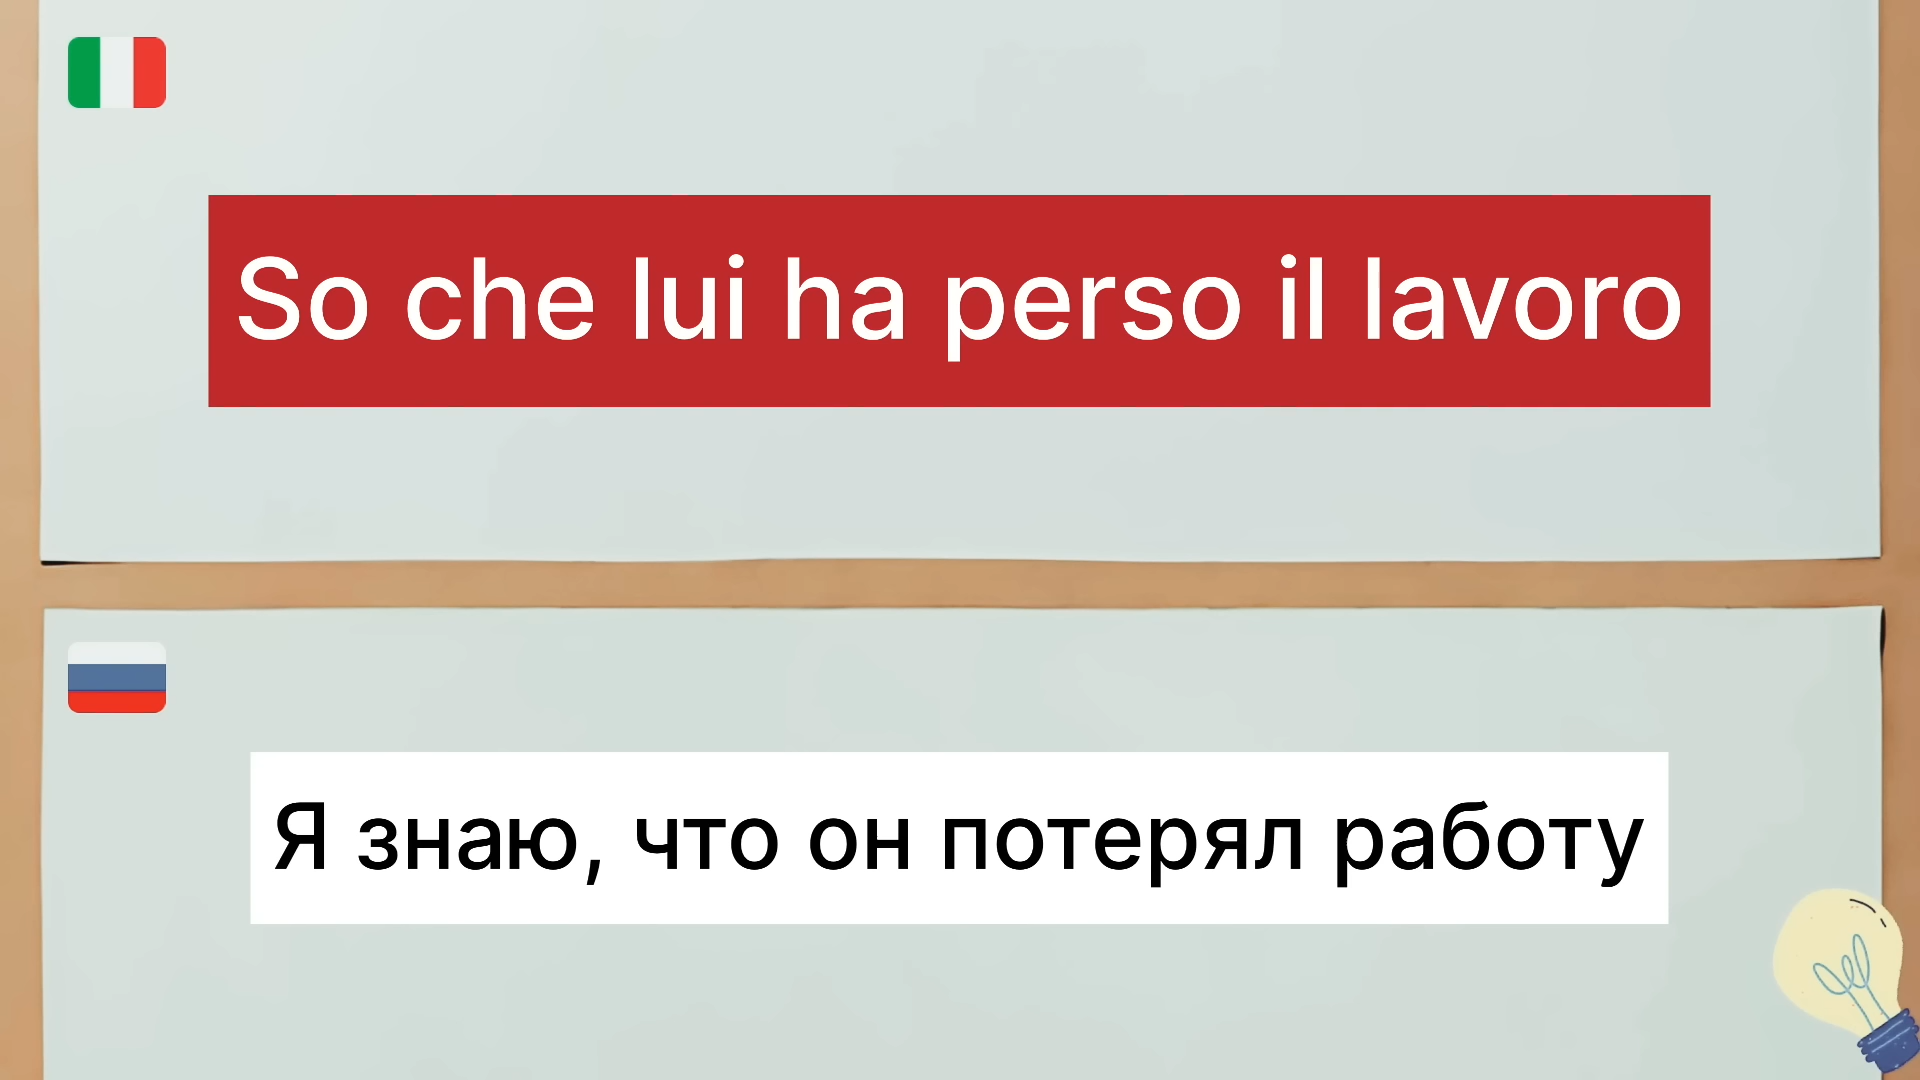 So che lui ha perso il lavoro
Я знаю, что он потерял работу